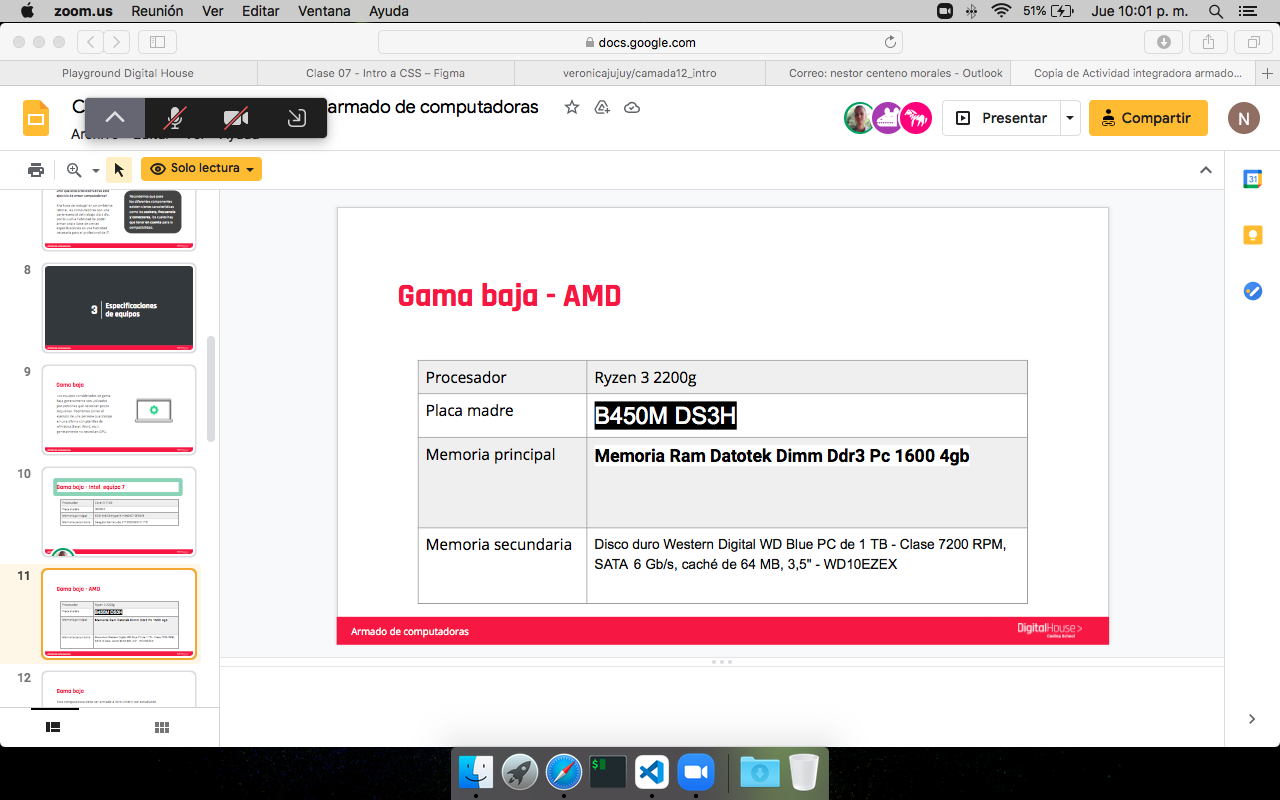 zoom.us Reunión Ver Editar Ventana Ayuda 51% Jue 10:01 p. m.
docs.google.com
Playground Digital House Clase 07 - Intro a CSS – Figma veronicajujuy/camada12_intro Correo: nestor centeno morales - Outlook Copia de Actividad integradora armado...
armado de computadoras
Presentar Compartir N
Solo lectura
8
3 Especificaciones
de equipos
9
Gama baja
10
Gama baja - Intel equipo 7
11
Gama baja - AMD
12
Gama baja
31
Gama baja - AMD
Procesador Ryzen 3 2200g
Placa madre B450M DS3H
Memoria principal Memoria Ram Datotek Dimm Ddr3 Pc 1600 4gb
Memoria secundaria Disco duro Western Digital WD Blue PC de 1 TB - Clase 7200 RPM,
SATA 6 Gb/s, caché de 64 MB, 3,5" - WD10EZEX
Armado de computadoras DigitalHouse>
Coding School